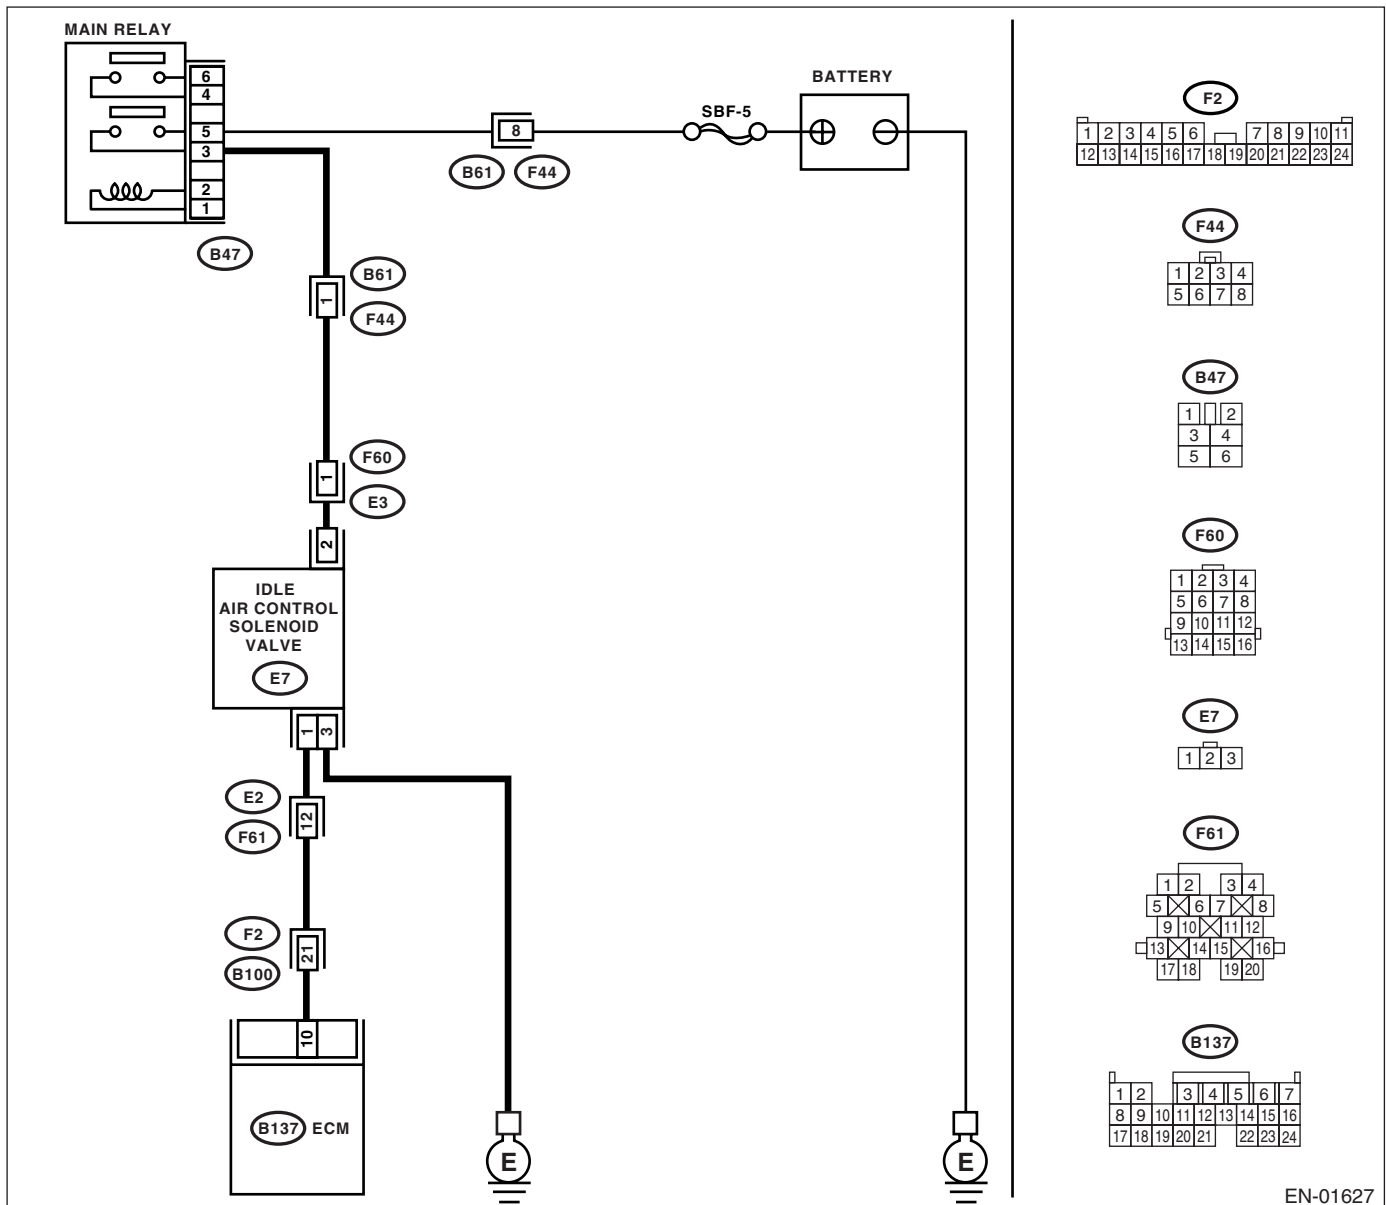 MAIN RELAY
6
4
5
3
2
1
B47
8
B61 F44
SBF-5
BATTERY
1
B61
F44
1
F60
E3
2
IDLE
AIR CONTROL
SOLENOID
VALVE
E7
1 3
E2
F61
12
F2
B100
21
10
B137 ECM
E
E
F2
1 2 3 4 5 6 7 8 9 10 11
12 13 14 15 16 17 18 19 20 21 22 23 24
F44
1 2 3 4
5 6 7 8
B47
1 2
3 4
5 6
F60
1 2 3 4
5 6 7 8
9 10 11 12
13 14 15 16
E7
1 2 3
F61
1 2 3 4
5 6 7 8
9 10 11 12
13 14 15 16
17 18 19 20
B137
1 2 3 4 5 6 7
8 9 10 11 12 13 14 15 16
17 18 19 20 21 22 23 24
EN-01627